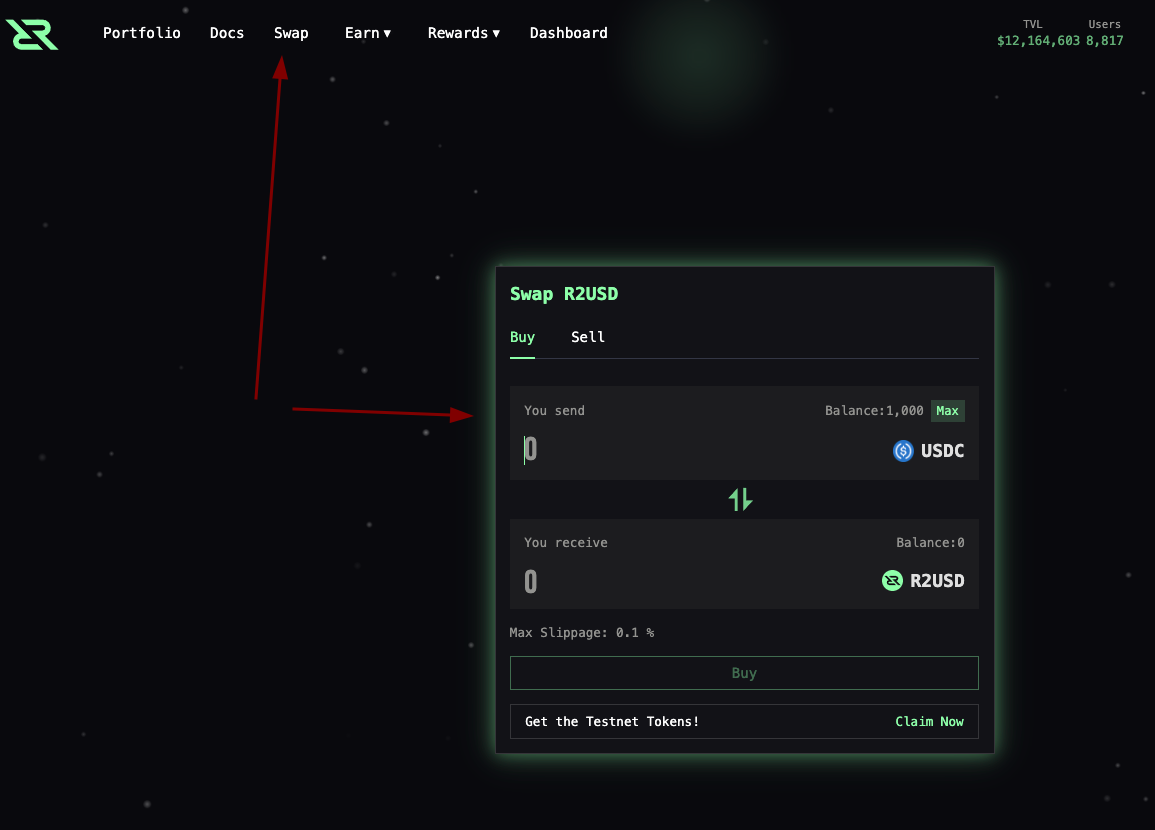 Portfolio Docs Swap Earn ▾ Rewards ▾ Dashboard
TVL Users
$12,164,603 8,817
Swap R2USD
Buy Sell
You send Balance:1,000 Max
0 USDC
You receive Balance:0
0 R2USD
Max Slippage: 0.1 %
Buy
Get the Testnet Tokens! Claim Now